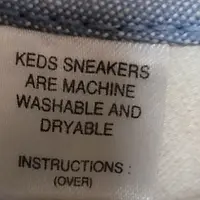 KEDS SNEAKERS
ARE MACHINE
WASHABLE AND
DRYABLE
INSTRUCTIONS :
(OVER)